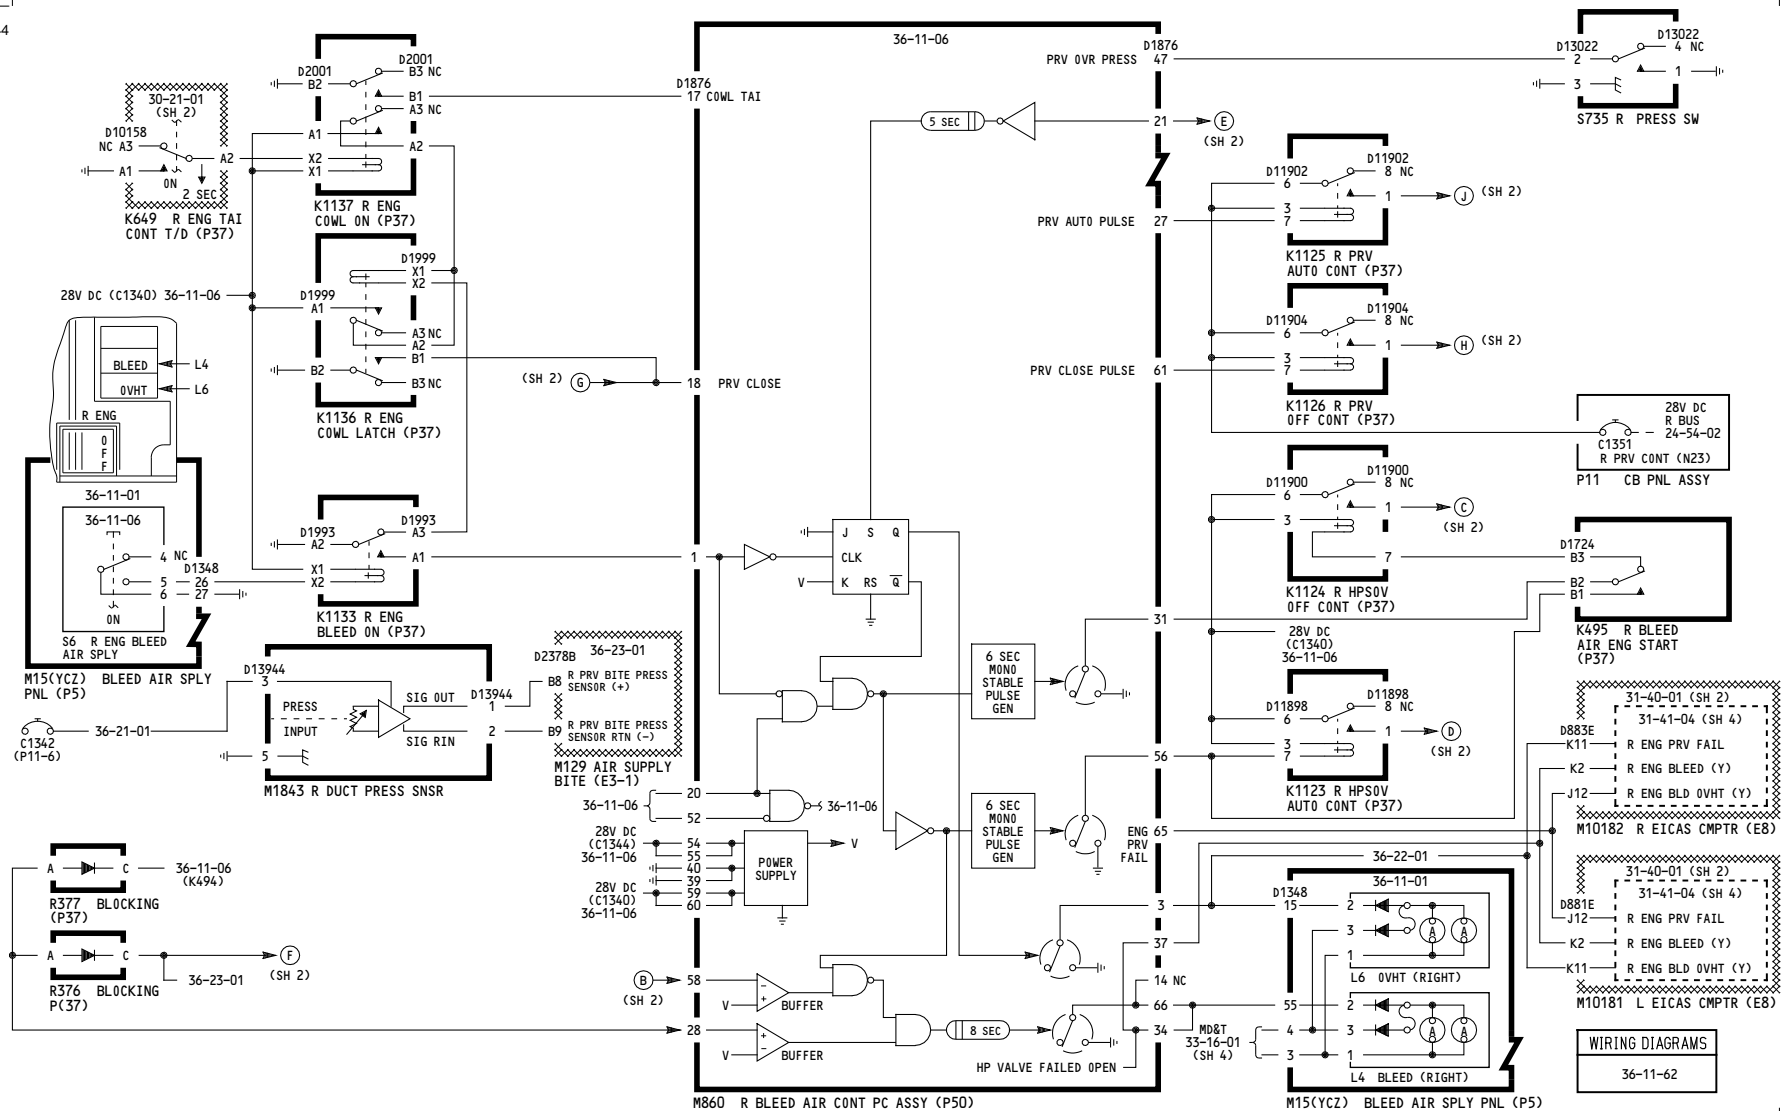 4
36-11-06
D1876
17 COWL TAI
PRV OVR PRESS
D1876
47
D13022
D13022
4 NC
2
1
3
S735 R PRESS SW
D2001
D2001
B3 NC
B2
B1
A3 NC
A1
A2
X2
X1
K1137 R ENG
COWL ON (P37)
30-21-01
(SH 2)
D10158
NC A3
A2
A1
ON
2 SEC
K649 R ENG TAI
CONT T/D (P37)
5 SEC
21
E
(SH 2)
D11902
D11902
8 NC
6
1
J
(SH 2)
3
7
PRV AUTO PULSE
27
K1125 R PRV
AUTO CONT (P37)
D1999
X1
X2
D1999
A1
A3 NC
A2
B1
B2
B3 NC
K1136 R ENG
COWL LATCH (P37)
28V DC (C1340) 36-11-06
(SH 2)
G
18 PRV CLOSE
D11904
D11904
8 NC
6
1
H
(SH 2)
3
7
PRV CLOSE PULSE
61
K1126 R PRV
OFF CONT (P37)
28V DC
R BUS
24-54-02
C1351
R PRV CONT (N23)
P11 CB PNL ASSY
BLEED
L4
OVHT
L6
R ENG
O
F
F
36-11-01
36-11-06
4 NC
D1348
5 26
6 27
ON
S6 R ENG BLEED
AIR SPLY
M15(YCZ) BLEED AIR SPLY
PNL (P5)
D1993
D1993
A3
A2
A1
X1
X2
K1133 R ENG
BLEED ON (P37)
1
J S Q
CLK
V
K RS Q
D11900
D11900
8 NC
6
1
C
(SH 2)
3
7
K1124 R HPSOV
OFF CONT (P37)
D1724
B3
B2
B1
K495 R BLEED
AIR ENG START
(P37)
31
28V DC
(C1340)
36-11-06
6 SEC
MONO
STABLE
PULSE
GEN
D13944
3
PRESS
INPUT
SIG OUT
SIG RTN
D13944
1
2
5
M1843 R DUCT PRESS SNSR
C1342
(P11-6)
36-21-01
D2378B
36-23-01
B8
R PRV BITE PRESS
SENSOR (+)
B9
R PRV BITE PRESS
SENSOR RTN (-)
M129 AIR SUPPLY
BITE (E3-1)
D11898
D11898
8 NC
6
1
D
(SH 2)
3
7
56
K1123 R HPSOV
AUTO CONT (P37)
31-40-01 (SH 2)
31-41-04 (SH 4)
D883E
K11 R ENG PRV FAIL
K2 R ENG BLEED (Y)
J12 R ENG BLD OVHT (Y)
M10182 R EICAS CMPTR (E8)
20
36-11-06
52
36-11-06
28V DC
(C1344)
36-11-06
54
55
40
39
28V DC
(C1340)
36-11-06
59
60
POWER
SUPPLY
V
6 SEC
MONO
STABLE
PULSE
GEN
ENG
PRV
FAIL
65
36-22-01
31-40-01 (SH 2)
31-41-04 (SH 4)
D881E
J12 R ENG PRV FAIL
K2 R ENG BLEED (Y)
K11 R ENG BLD OVHT (Y)
M10181 L EICAS CMPTR (E8)
A C
36-11-06
(K494)
R377 BLOCKING
(P37)
A C
F
(SH 2)
36-23-01
R376 BLOCKING
P(37)
3
37
14 NC
66
34
B
(SH 2)
58
V
BUFFER
28
V
BUFFER
8 SEC
HP VALVE FAILED OPEN
D1348
36-11-01
15
2
3
A A
1
L6 OVHT (RIGHT)
55
2
MD&T
33-16-01
(SH 4)
4
3
3
A A
1
L4 BLEED (RIGHT)
M860 R BLEED AIR CONT PC ASSY (P50)
M15(YCZ) BLEED AIR SPLY PNL (P5)
WIRING DIAGRAMS
36-11-62